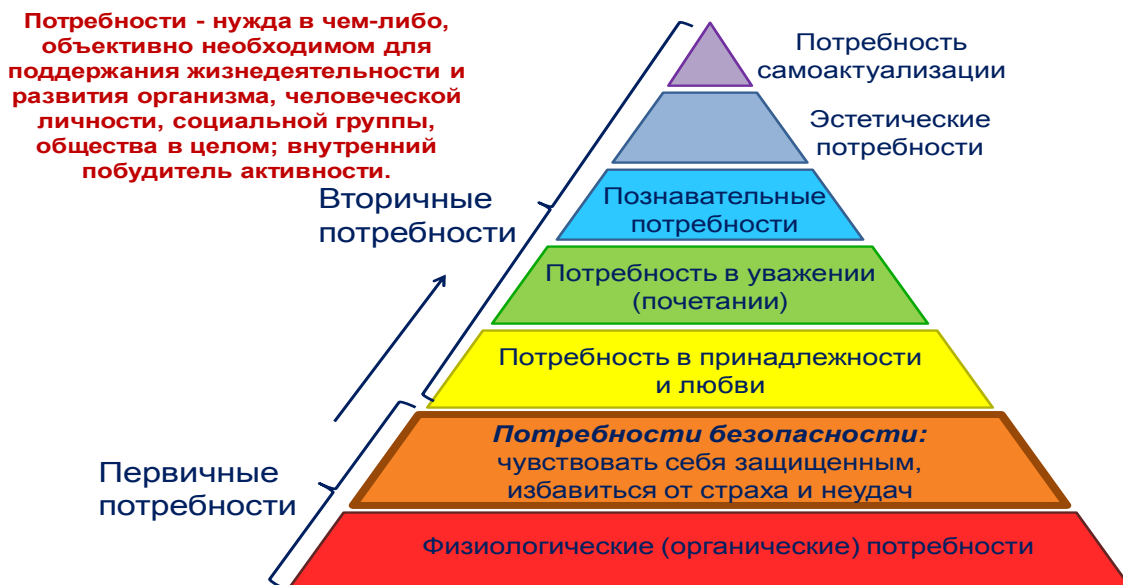 Потребности - нужда в чем-либо,
объективно необходимом для
поддержания жизнедеятельности и
развития организма, человеческой
личности, социальной группы,
общества в целом; внутренний
побудитель активности.
Потребность
самоактуализации
Эстетические
потребности
Вторичные
потребности
Познавательные
потребности
Потребность в уважении
(почетании)
Потребность в принадлежности
и любви
Первичные
потребности
Потребности безопасности:
чувствовать себя защищенным,
избавиться от страха и неудач
Физиологические (органические) потребности